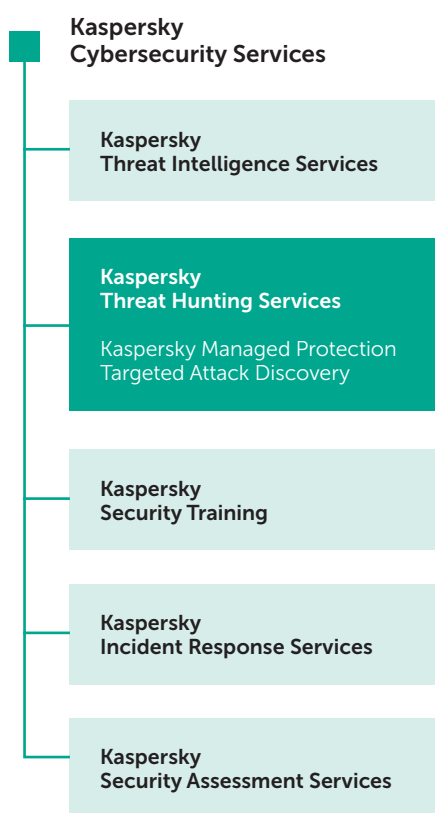 Kaspersky
Cybersecurity Services
Kaspersky
Threat Intelligence Services
Kaspersky
Threat Hunting Services
Kaspersky Managed Protection
Targeted Attack Discovery
Kaspersky
Security Training
Kaspersky
Incident Response Services
Kaspersky
Security Assessment Services